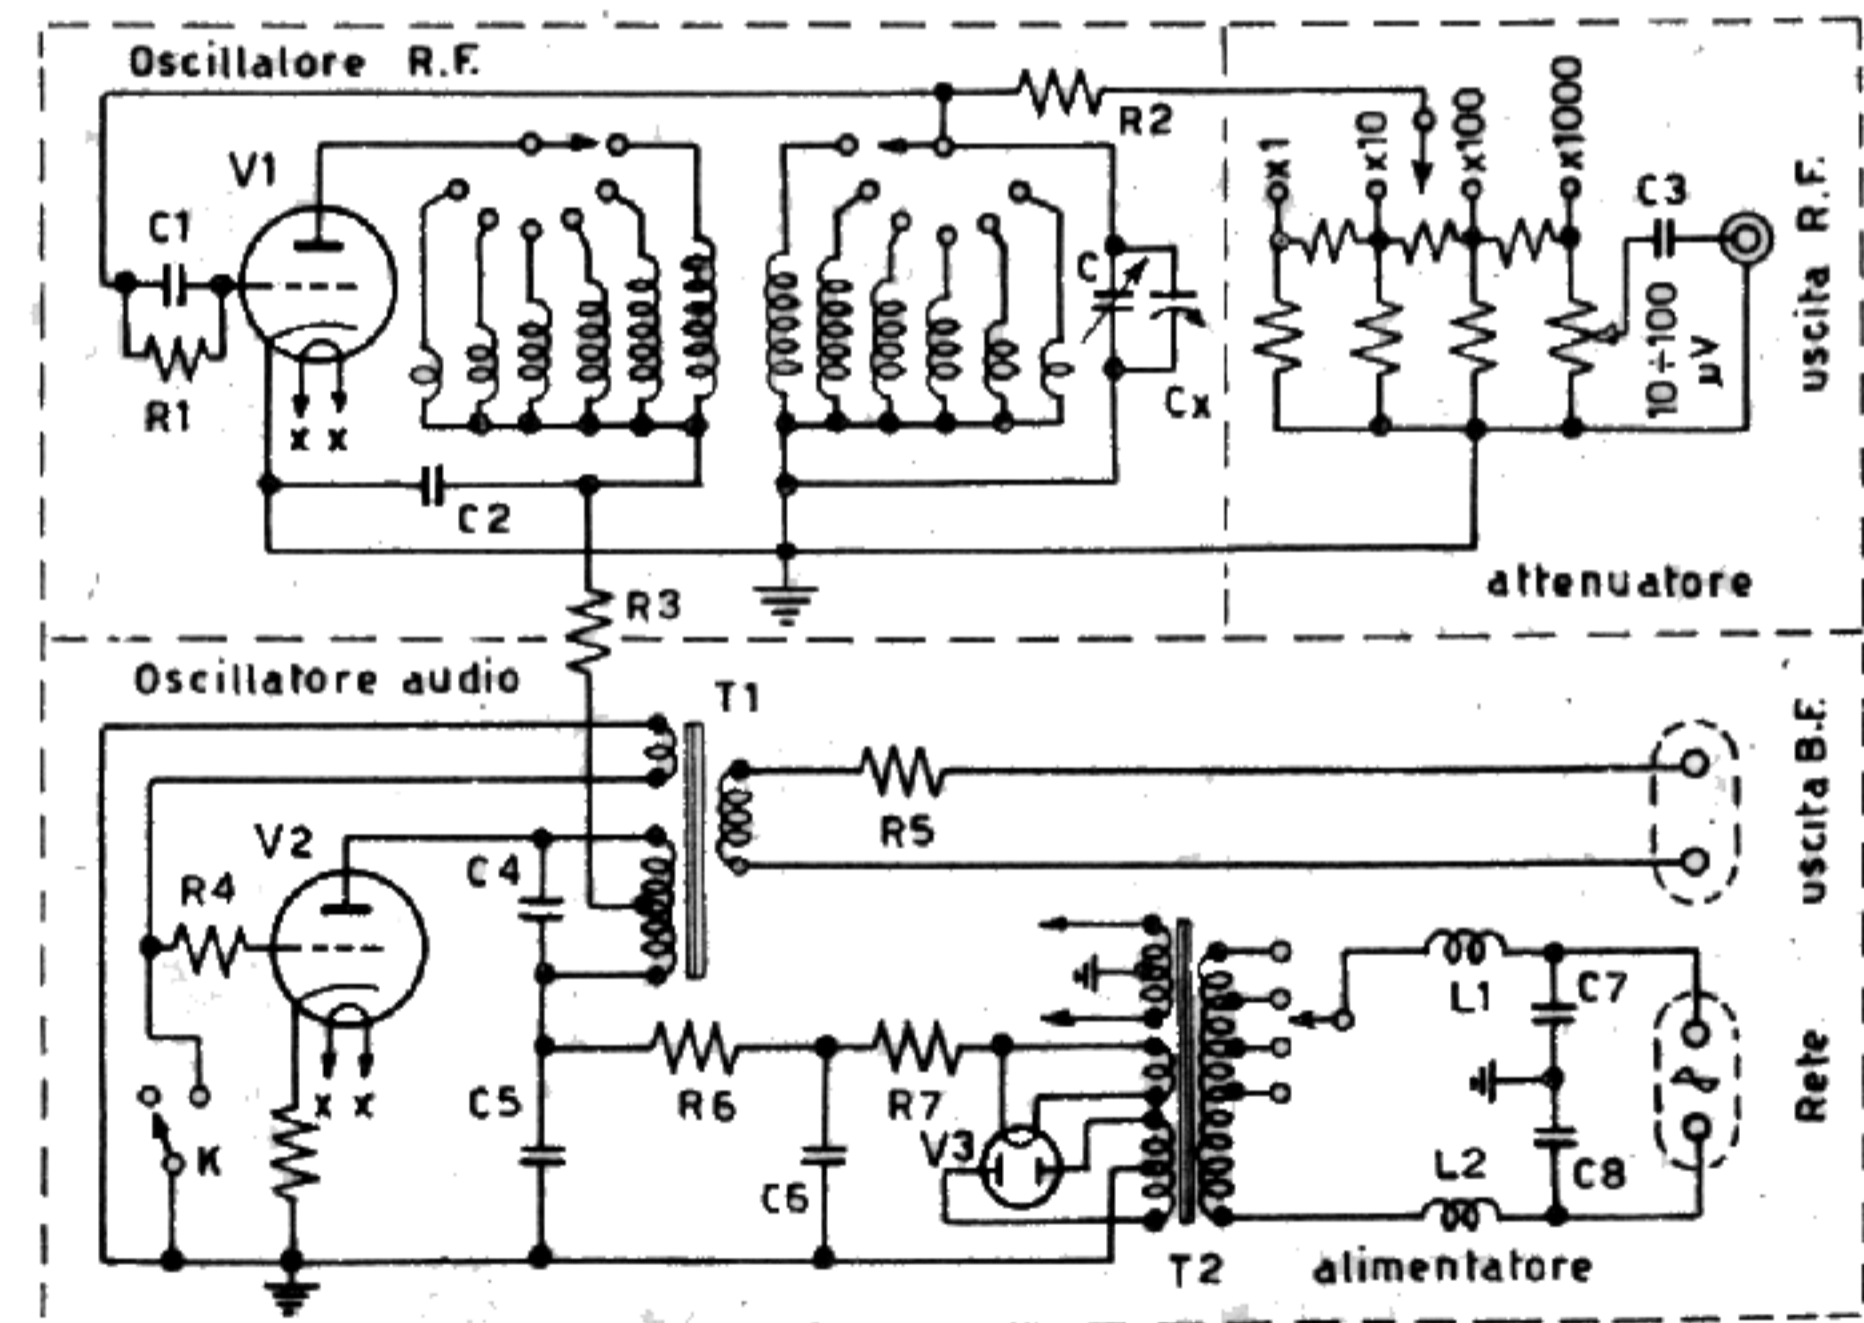 Oscillatore R.F.
R2
x1
x10
x100
x1000
V1
C1
C3
R1
x x
C
Cx
10÷100
µV
uscita R.F.
C2
attenuatore
R3
Oscillatore audio
T1
R5
uscita B.F.
V2
C4
R4
L1
C7
x x
K
C5
R6
R7
V3
C6
L2
C8
Rete
T2
alimentatore